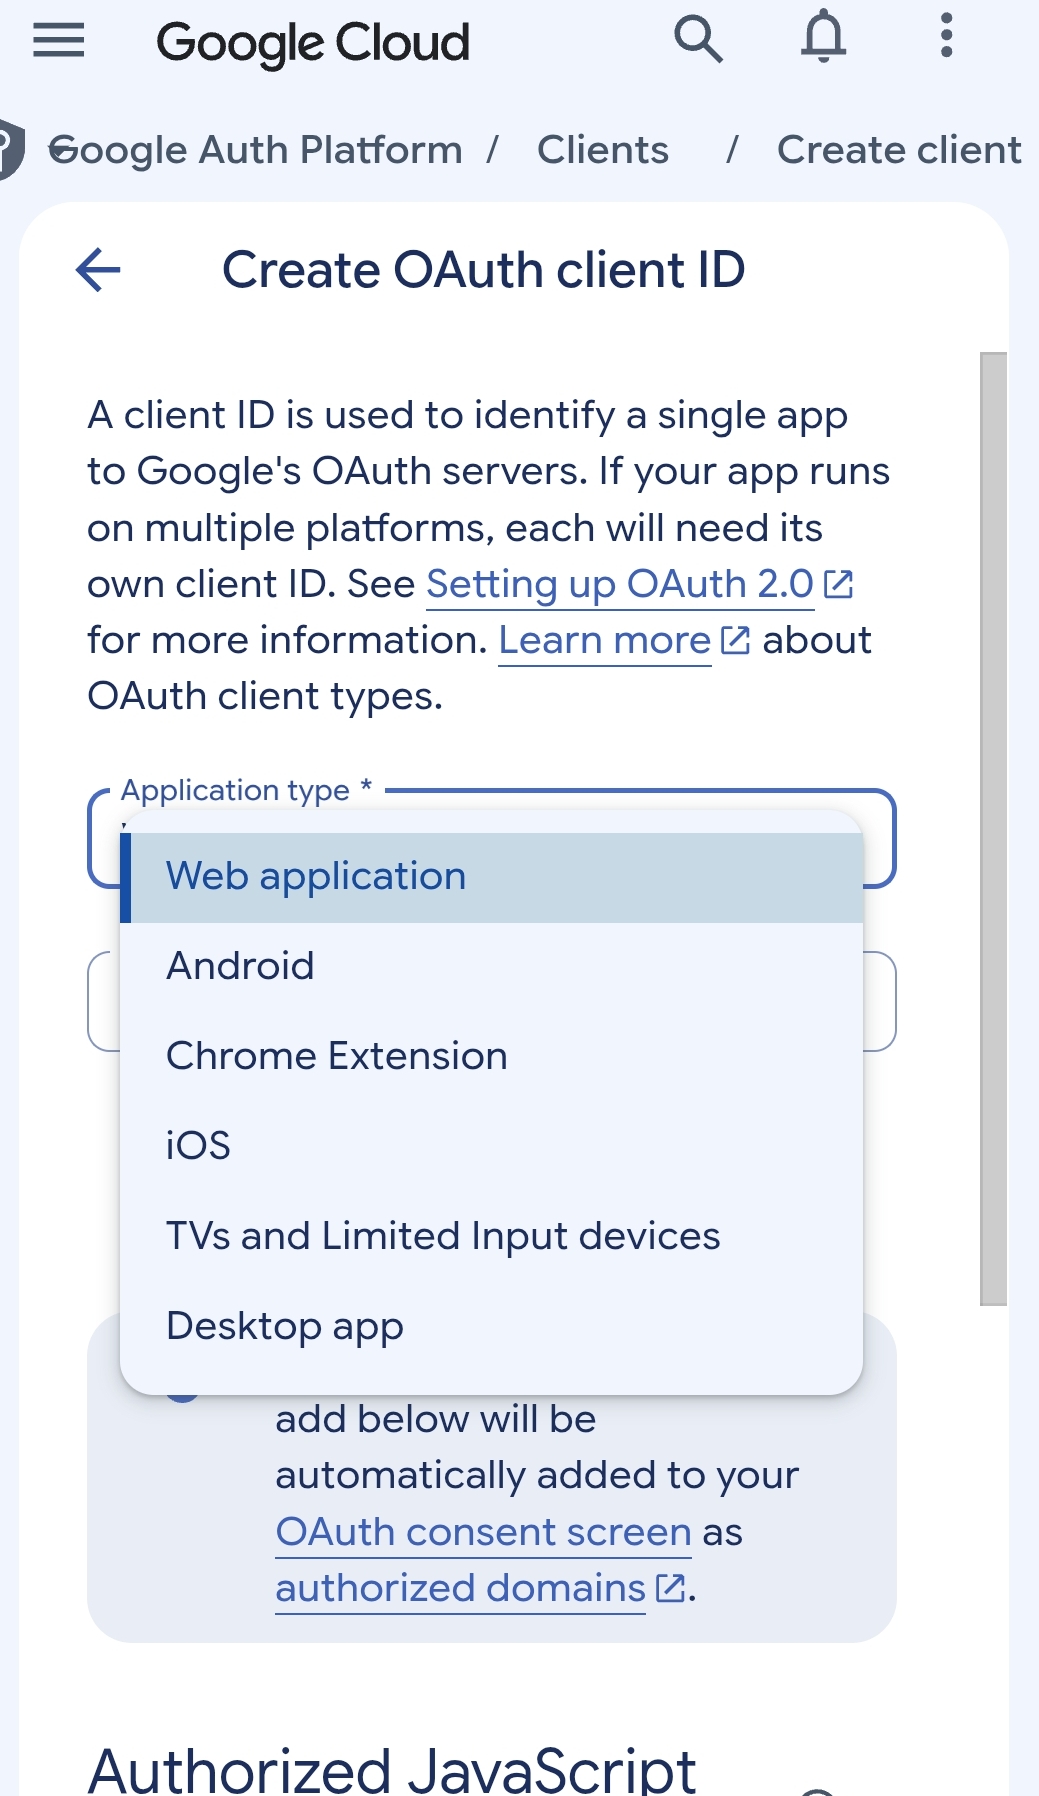 Google Cloud
Google Auth Platform / Clients / Create client
Create OAuth client ID
A client ID is used to identify a single app
to Google's OAuth servers. If your app runs
on multiple platforms, each will need its
own client ID. See Setting up OAuth 2.0
for more information. Learn more about
OAuth client types.
Application type *
Web application
Android
Chrome Extension
iOS
TVs and Limited Input devices
Desktop app
add below will be
automatically added to your
OAuth consent screen as
authorized domains.
Authorized JavaScript